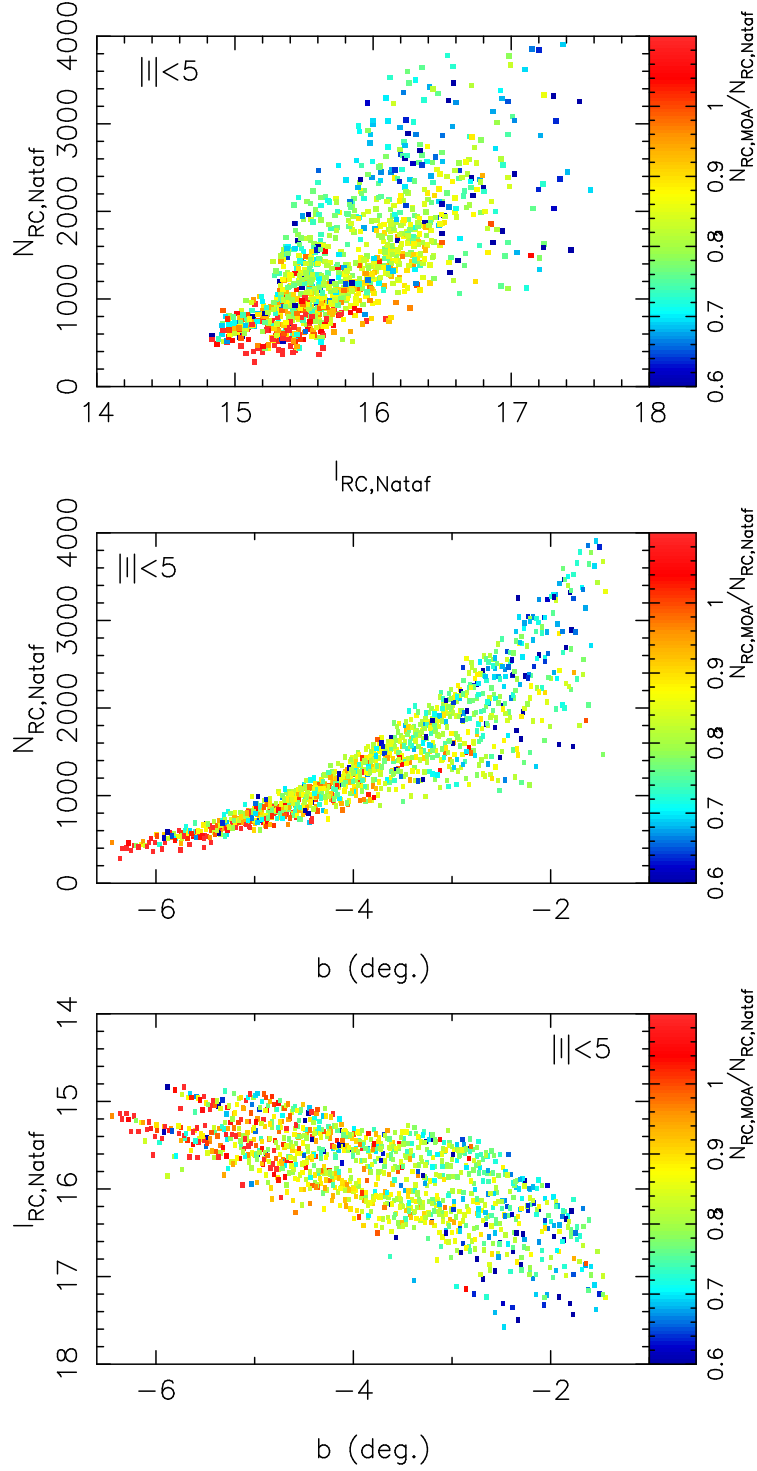 |l|<5
4000
3000
2000
1000
0
N_RC,Nataf
14 15 16 17 18
I_RC,Nataf
0.6 0.7 0.8 0.9 1
N_RC,MOA/N_RC,Nataf
|l|<5
4000
3000
2000
1000
0
N_RC,Nataf
−6 −4 −2
b (deg.)
0.6 0.7 0.8 0.9 1
N_RC,MOA/N_RC,Nataf
|l|<5
14
15
16
17
18
I_RC,Nataf
−6 −4 −2
b (deg.)
0.6 0.7 0.8 0.9 1
N_RC,MOA/N_RC,Nataf